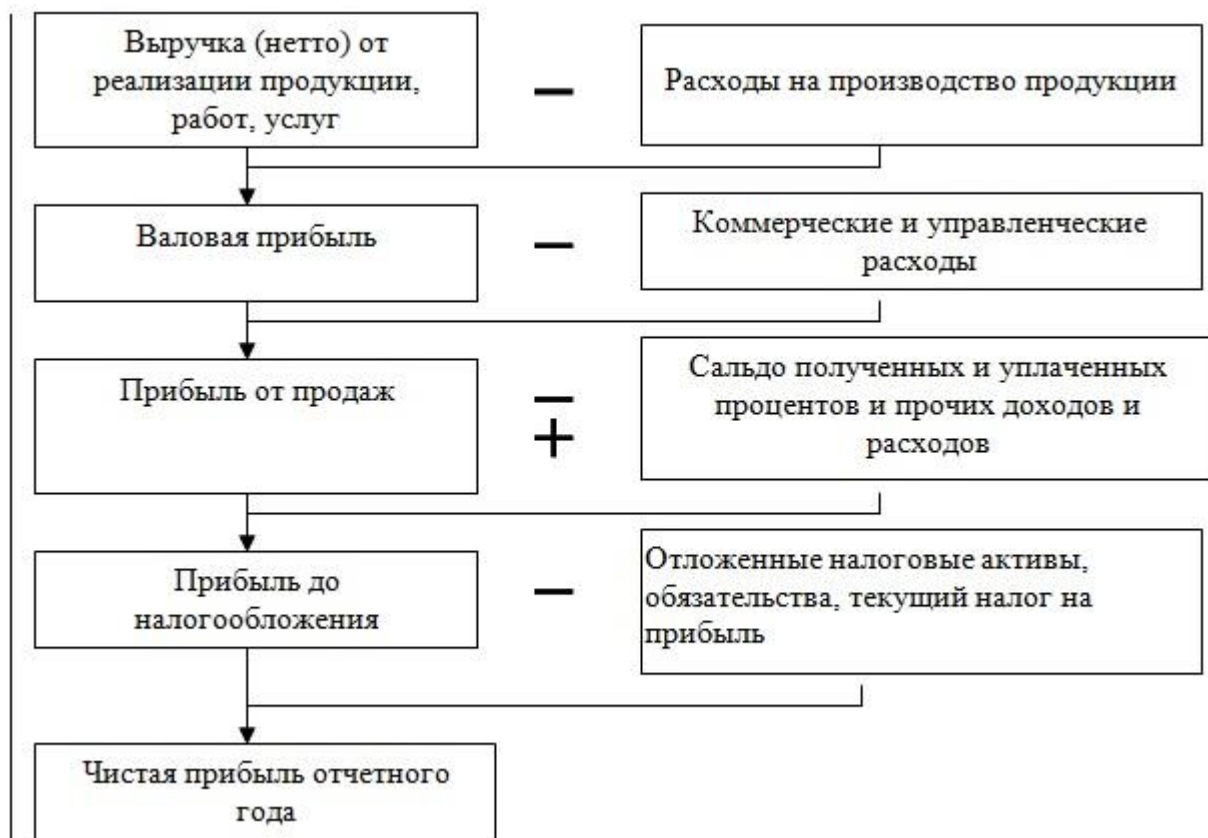 Выручка (нетто) от
реализации продукции,
работ, услуг
−
Расходы на производство продукции
Валовая прибыль
−
Коммерческие и управленческие
расходы
Прибыль от продаж
−
+
Сальдо полученных и уплаченных
процентов и прочих доходов и
расходов
Прибыль до
налогообложения
−
Отложенные налоговые активы,
обязательства, текущий налог на
прибыль
Чистая прибыль отчетного
года